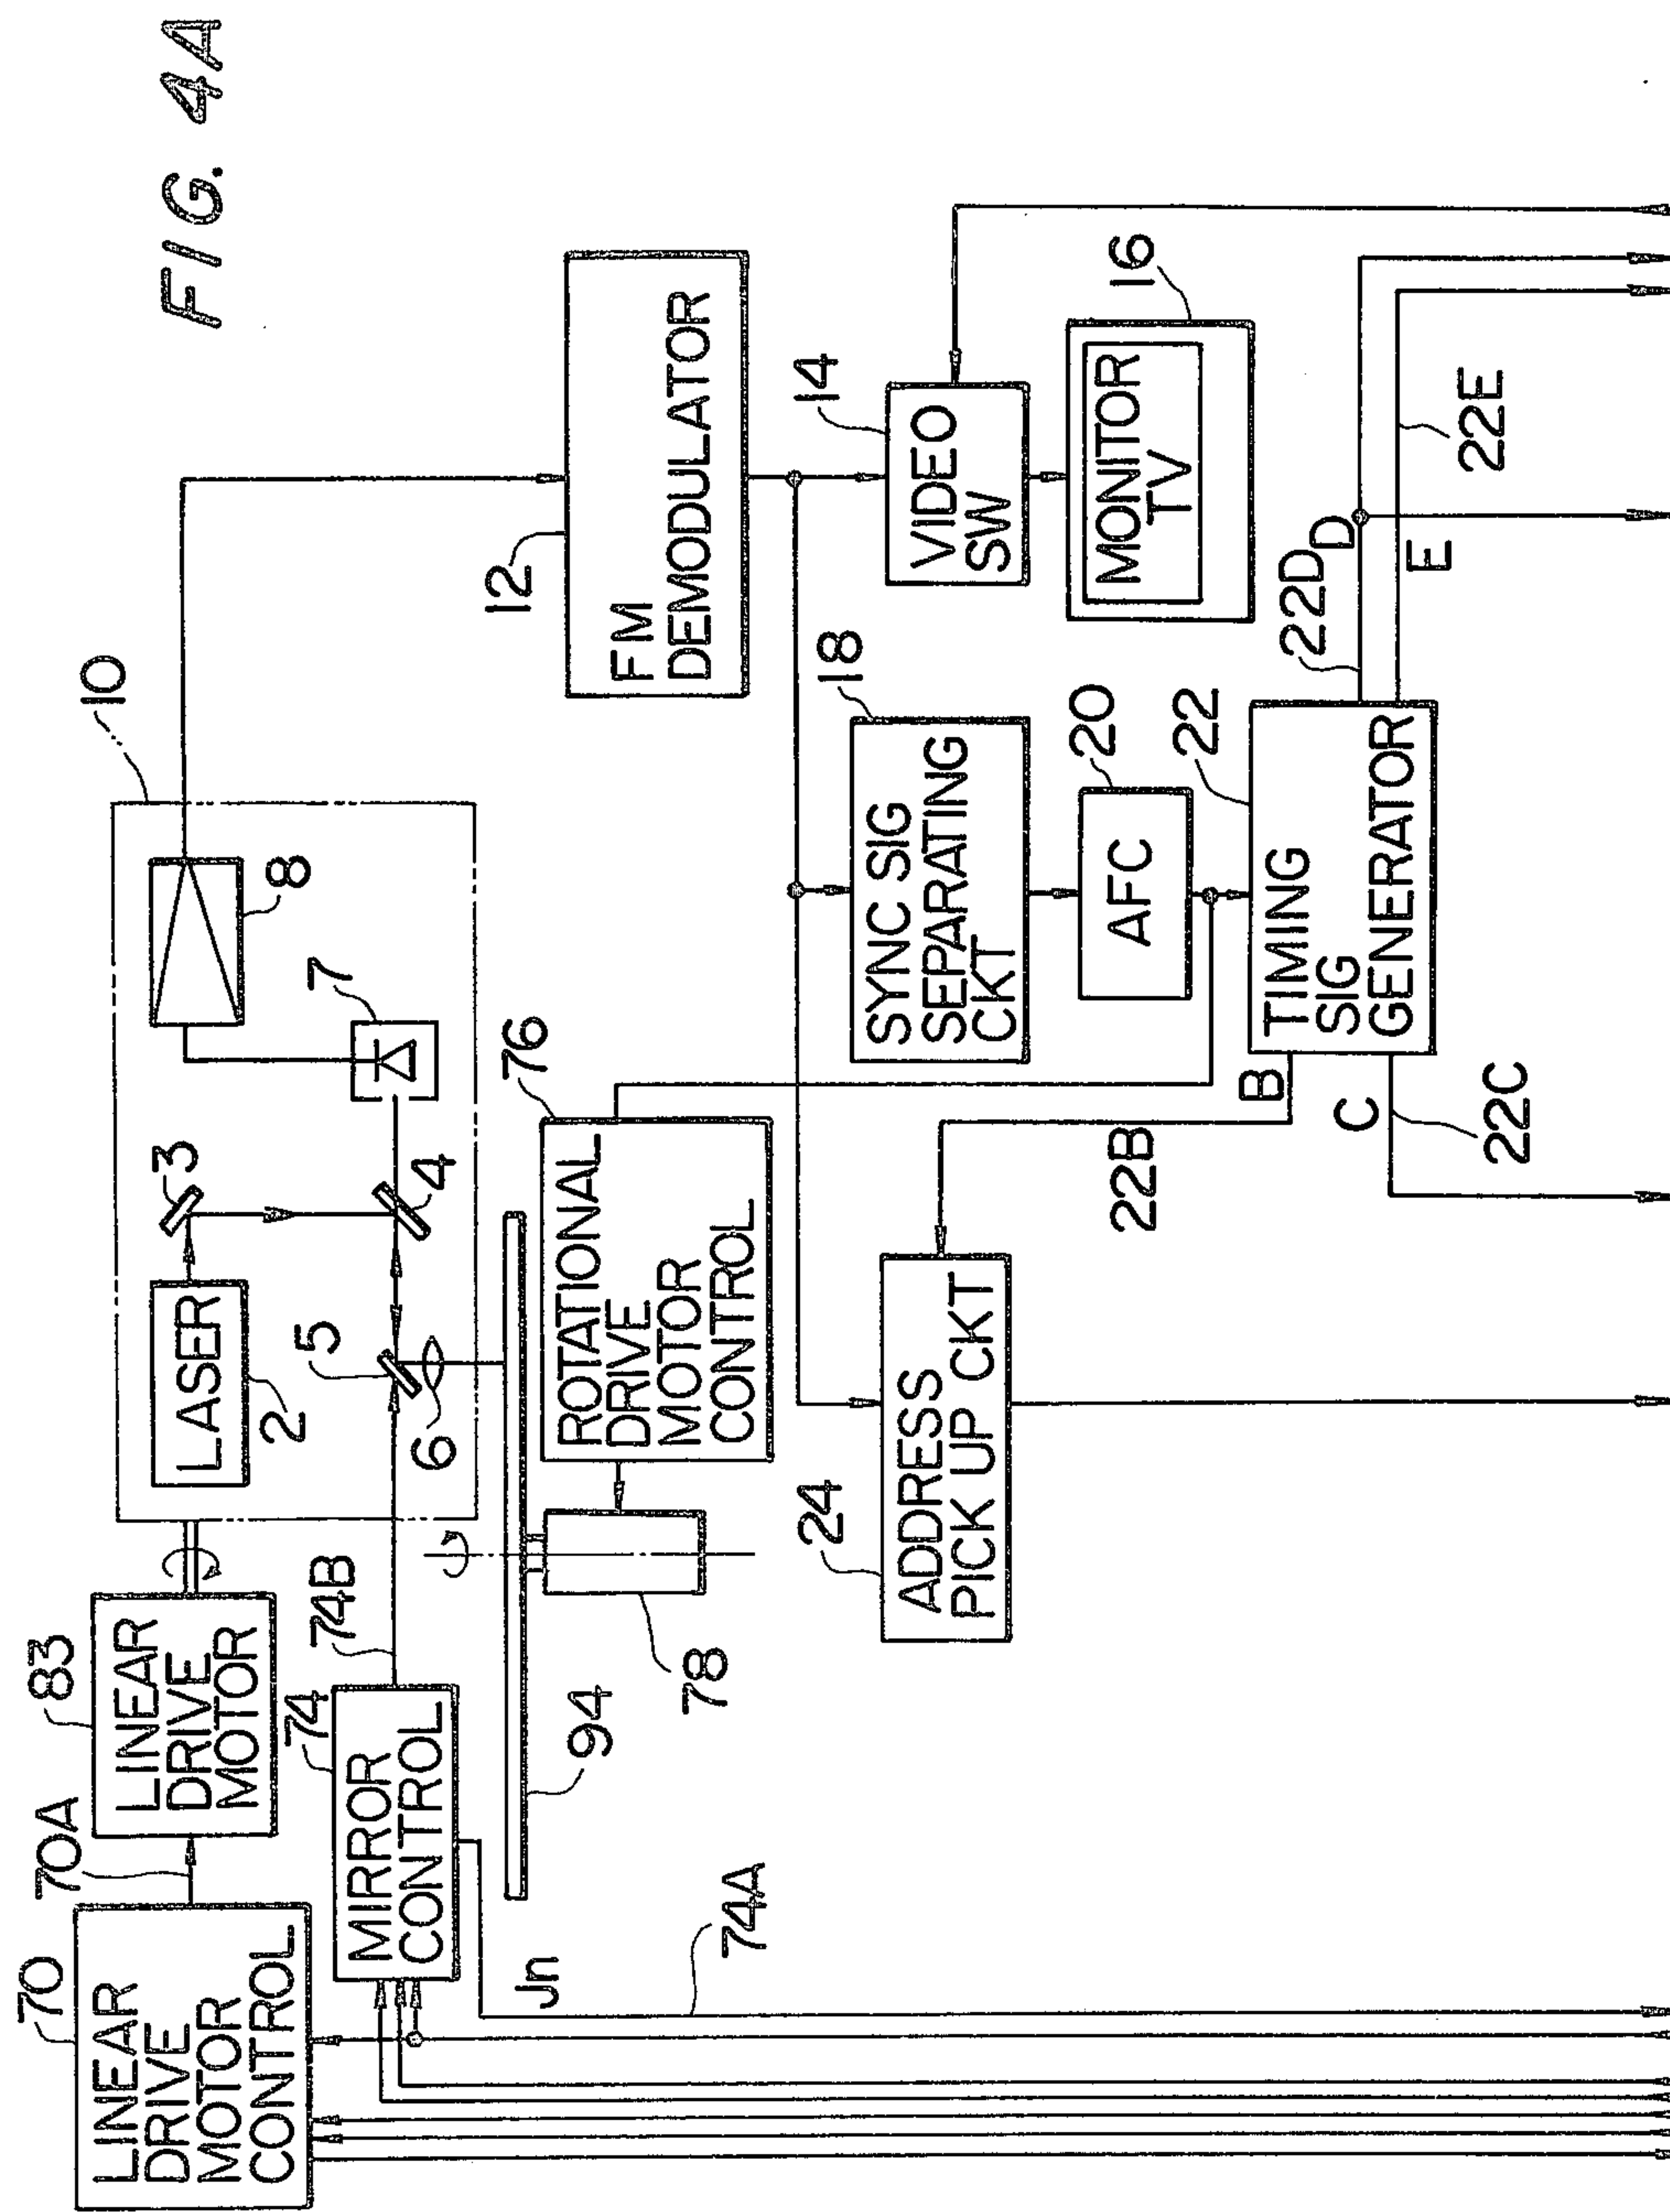 FIG. 4A
70
LINEAR
DRIVE
MOTOR
CONTROL
70A
83
LINEAR
DRIVE
MOTOR
10
LASER
2
3
4
5
6
7
8
74
MIRROR
CONTROL
74B
74A
Jn
94
78
76
ROTATIONAL
DRIVE
MOTOR
CONTROL
12
FM
DEMODULATOR
14
VIDEO
SW
16
MONITOR
TV
18
SYNC SIG
SEPARATING
CKT
20
AFC
22
TIMING
SIG
GENERATOR
B
22B
C
22C
22D
D
E
22E
24
ADDRESS
PICK UP CKT